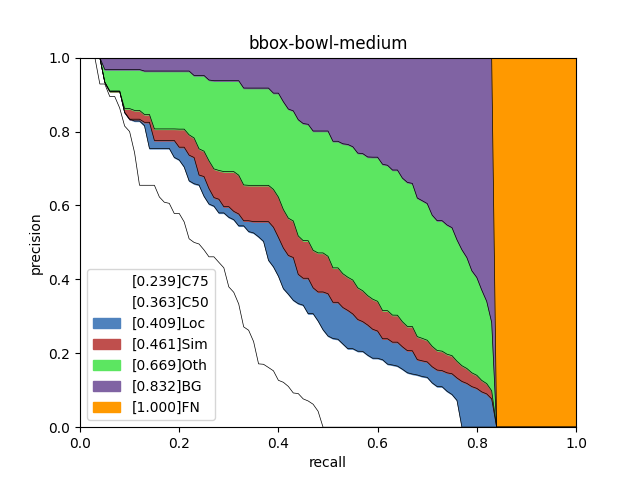 bbox-bowl-medium
1.0
0.8
0.6
0.4
0.2
0.0
precision
[0.239]C75
[0.363]C50
[0.409]Loc
[0.461]Sim
[0.669]Oth
[0.832]BG
[1.000]FN
0.0 0.2 0.4 0.6 0.8 1.0
recall